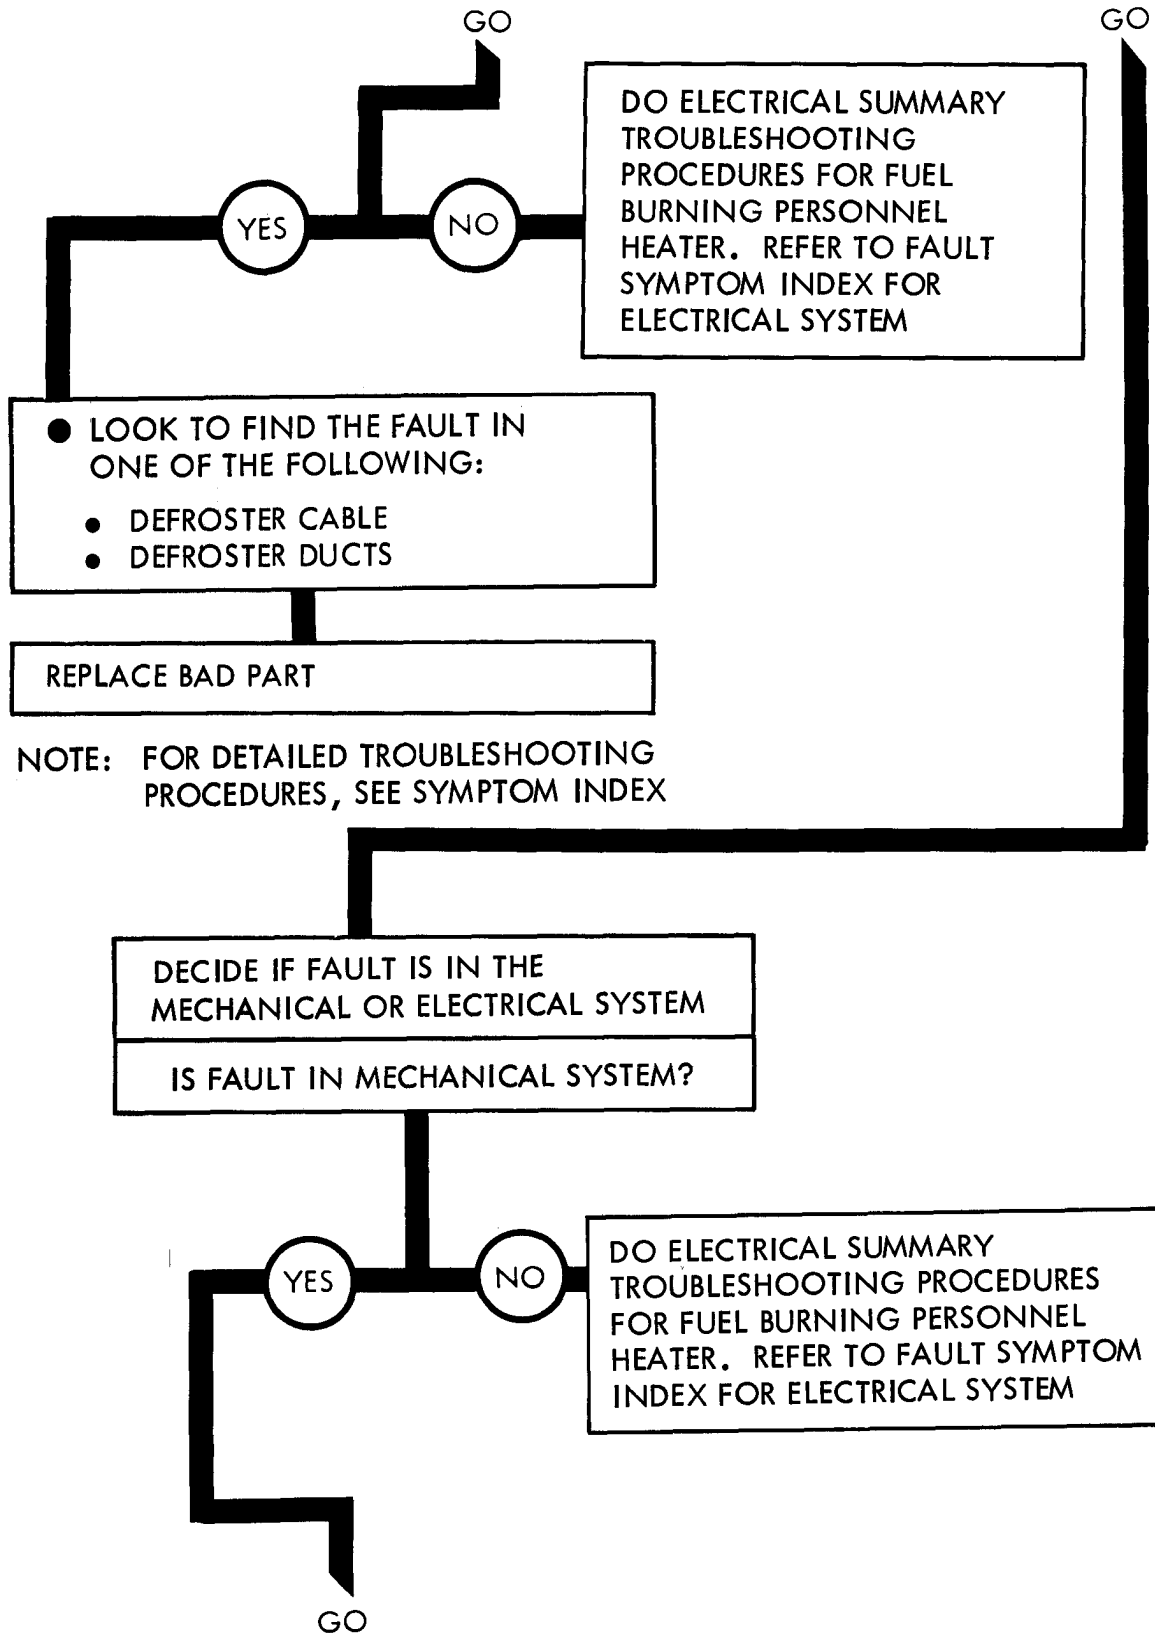 GO
GO
DO ELECTRICAL SUMMARY
TROUBLESHOOTING
PROCEDURES FOR FUEL
BURNING PERSONNEL
HEATER. REFER TO FAULT
SYMPTOM INDEX FOR
ELECTRICAL SYSTEM
YES
NO
● LOOK TO FIND THE FAULT IN
ONE OF THE FOLLOWING:
● DEFROSTER CABLE
● DEFROSTER DUCTS
REPLACE BAD PART
NOTE: FOR DETAILED TROUBLESHOOTING
PROCEDURES, SEE SYMPTOM INDEX
DECIDE IF FAULT IS IN THE
MECHANICAL OR ELECTRICAL SYSTEM
IS FAULT IN MECHANICAL SYSTEM?
YES
NO
DO ELECTRICAL SUMMARY
TROUBLESHOOTING PROCEDURES
FOR FUEL BURNING PERSONNEL
HEATER. REFER TO FAULT SYMPTOM
INDEX FOR ELECTRICAL SYSTEM
GO